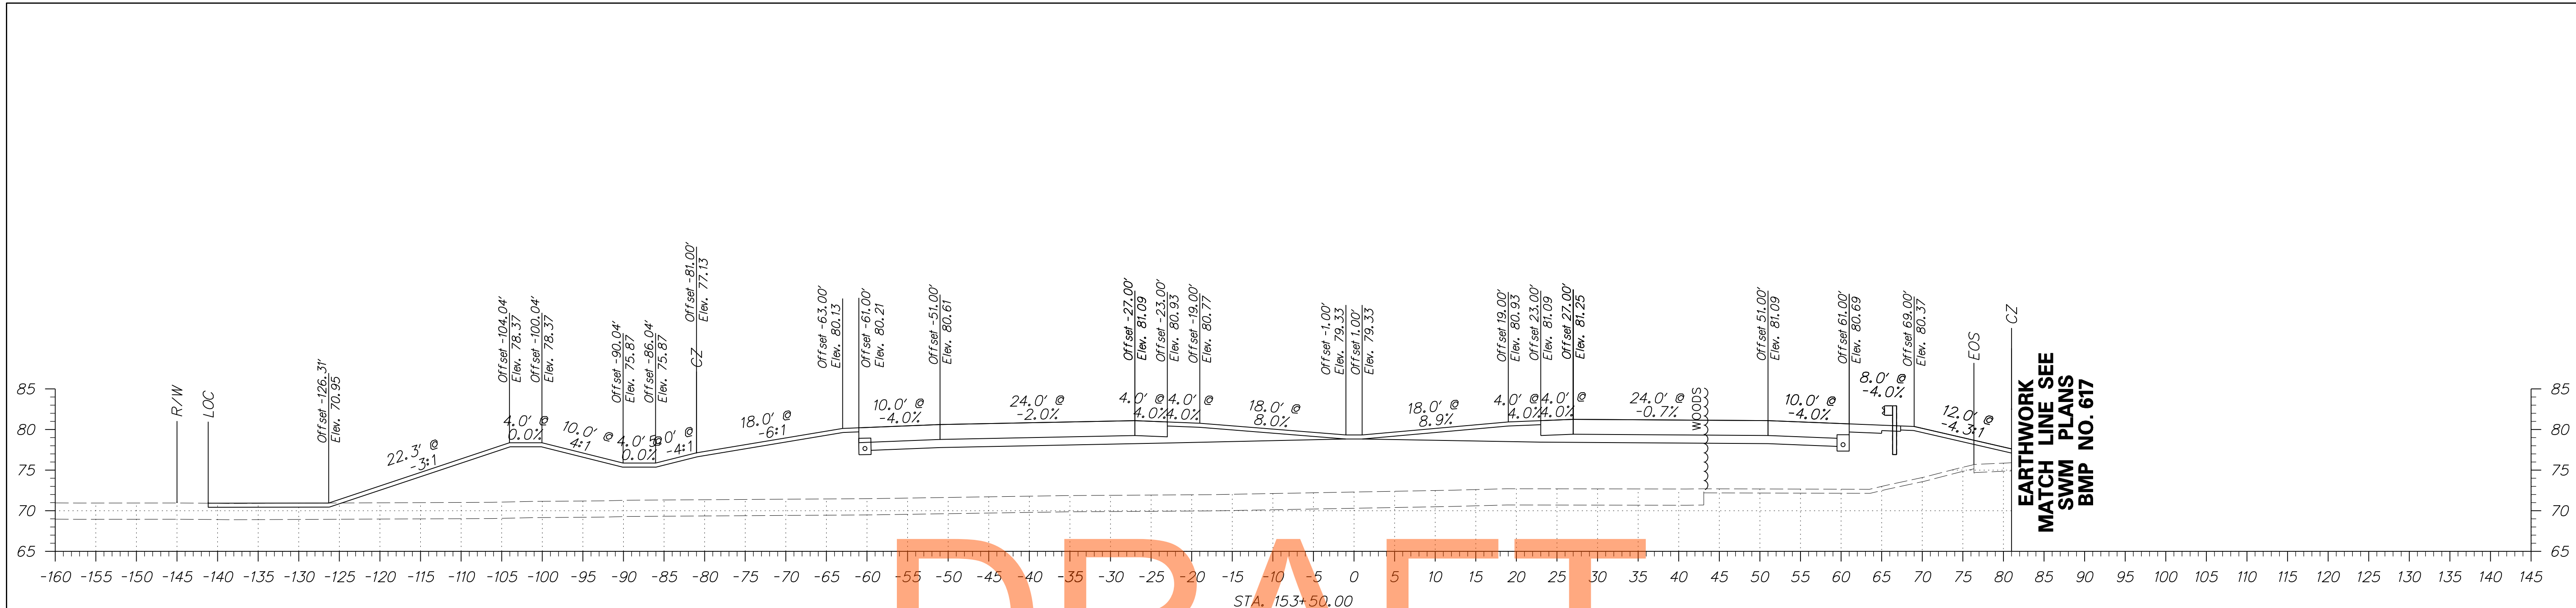 R/W
LOC
Offset -126.31'
Elev. 70.95
22.3' @
-3:1
Offset -104.04'
Elev. 78.37
4.0' @
0.0%
Offset -100.04'
Elev. 78.37
10.0' @
4:1
Offset -90.04'
Elev. 75.87
4.0' @
0.0%
Offset -86.04'
Elev. 75.87
5.0' @
-4:1
Offset -81.00'
Elev. 77.13
CZ
18.0' @
-6:1
Offset -63.00'
Elev. 80.13
Offset -61.00'
Elev. 80.21
10.0' @
-4.0%
Offset -51.00'
Elev. 80.61
24.0' @
-2.0%
Offset -27.00'
Elev. 81.09
4.0' @
4.0%
Offset -23.00'
Elev. 80.93
4.0' @
4.0%
Offset -19.00'
Elev. 80.77
18.0' @
8.0%
Offset -1.00'
Elev. 79.33
Offset 1.00'
Elev. 79.33
18.0' @
8.9%
Offset 19.00'
Elev. 80.93
4.0' @
4.0%
Offset 23.00'
Elev. 81.09
4.0' @
4.0%
Offset 27.00'
Elev. 81.25
24.0' @
-0.7%
WOODS
Offset 51.00'
Elev. 81.09
10.0' @
-4.0%
Offset 61.00'
Elev. 80.69
8.0' @
-4.0%
Offset 69.00'
Elev. 80.37
12.0' @
-4.3:1
EOS
CZ
EARTHWORK
MATCH LINE SEE
SWM PLANS
BMP NO. 617
85 85
80 80
75 75
70 70
65 65
-160 -155 -150 -145 -140 -135 -130 -125 -120 -115 -110 -105 -100 -95 -90 -85 -80 -75 -70 -65 -60 -55 -50 -45 -40 -35 -30 -25 -20 -15 -10 -5 0 5 10 15 20 25 30 35 40 45 50 55 60 65 70 75 80 85 90 95 100 105 110 115 120 125 130 135 140 145
STA. 153+50.00
DRAFT